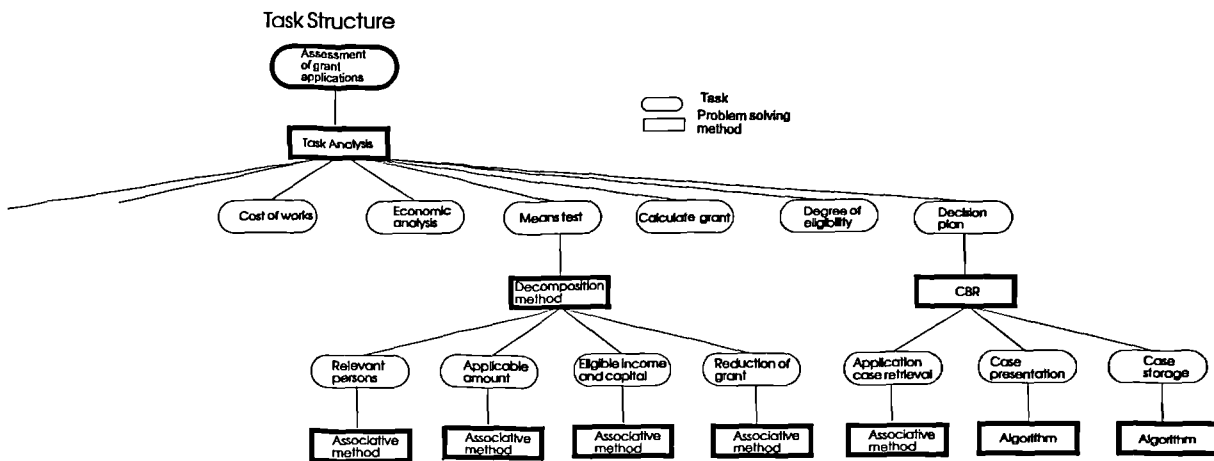 Task Structure
Assessment
of grant
applications
Task
Problem solving
method
Task Analysis
Cost of works
Economic
analysis
Means test
Calculate grant
Degree of
eligibility
Decision
plan
Decomposition
method
CBR
Relevant
persons
Applicable
amount
Eligible income
and capital
Reduction of
grant
Application
case retrieval
Case
presentation
Case
storage
Associative
method
Associative method
Associative
method
Associative method
Associative
method
Algorithm
Algorithm